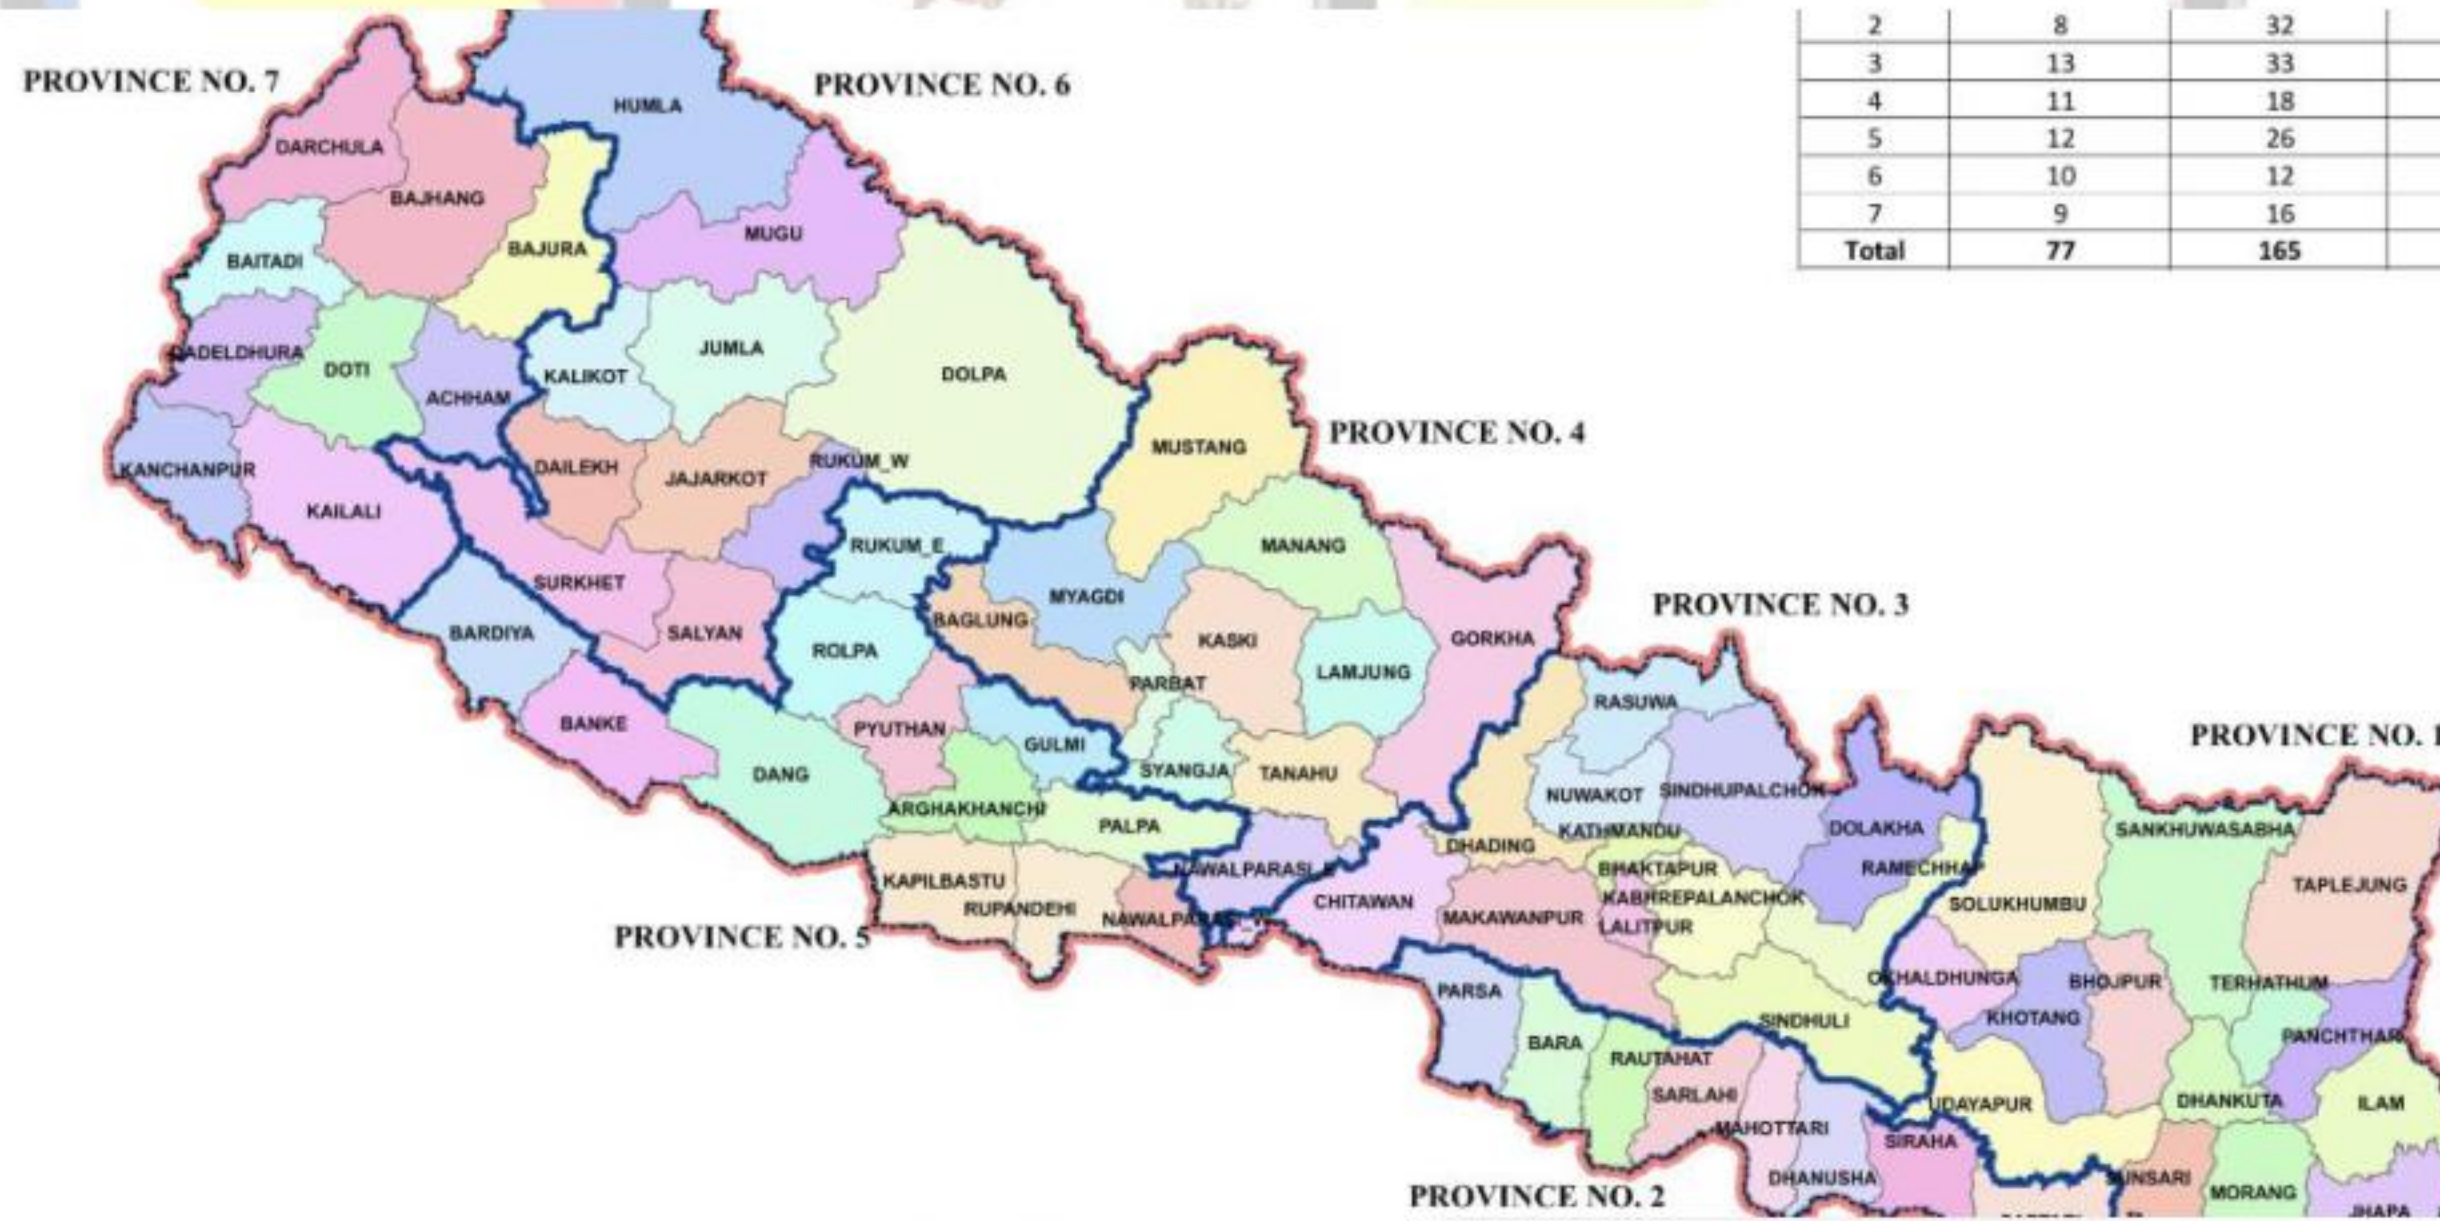 2 8 32
3 13 33
4 11 18
5 12 26
6 10 12
7 9 16
Total 77 165
PROVINCE NO. 7
PROVINCE NO. 6
HUMLA
DARCHULA
BAJHANG
MUGU
BAJURA
BAITADI
JUMLA
DADELDHURA
DOTI
KALIKOT
DOLPA
ACHHAM
PROVINCE NO. 4
MUSTANG
RUKUM_W
DAILEKH
KANCHANPUR
JAJARKOT
KAILALI
RUKUM_E
MANANG
SURKHET
MYAGDI
PROVINCE NO. 3
BAGLUNG
BARDIYA
SALYAN
KASKI
GORKHA
ROLPA
LAMJUNG
PARBAT
RASUWA
BANKE
PYUTHAN
PROVINCE NO. 1
GULMI
SYANGJA
TANAHU
DANG
SINDHUPALCHOK
NUWAKOT
ARGHAKHANCHI
PALPA
DOLAKHA
KATHMANDU
SANKHUWASABHA
DHADING
BHAKTAPUR
RAMECHHAP
NAWALPARASI_E
KAPILBASTU
TAPLEJUNG
KABHREPALANCHOK
CHITAWAN
SOLUKHUMBU
RUPANDEHI
NAWALPARASI_W
MAKAWANPUR
LALITPUR
PROVINCE NO. 5
OKHALDHUNGA
BHOJPUR
TERHATHUM
PARSA
KHOTANG
SINDHULI
PANCHTHAR
BARA
RAUTAHAT
SARLAHI
DHANKUTA
ILAM
UDAYAPUR
MAHOTTARI
SIRAHA
DHANUSHA
SUNSARI
MORANG
PROVINCE NO. 2
JHAPA